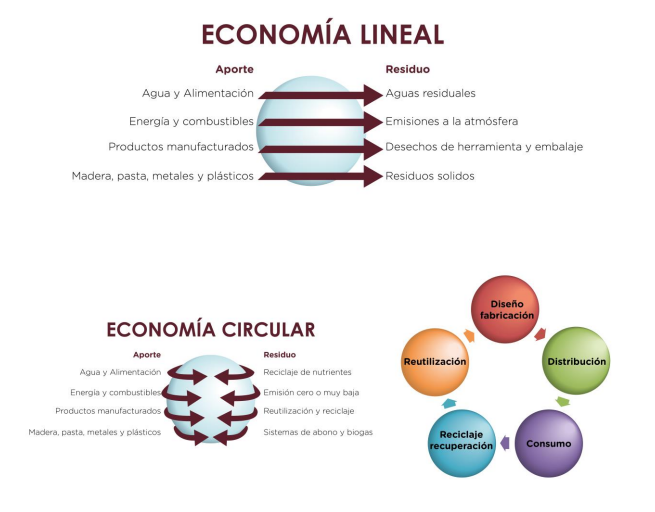 ECONOMÍA LINEAL
Aporte Residuo
Agua y Alimentación Aguas residuales
Energía y combustibles Emisiones a la atmósfera
Productos manufacturados Desechos de herramienta y embalaje
Madera, pasta, metales y plásticos Residuos solidos
ECONOMÍA CIRCULAR
Aporte Residuo
Agua y Alimentación Reciclaje de nutrientes
Energía y combustibles Emisión cero o muy baja
Productos manufacturados Reutilización y reciclaje
Madera, pasta, metales y plásticos Sistemas de abono y biogas
Diseño
fabricación
Distribución
Consumo
Reciclaje
recuperación
Reutilización